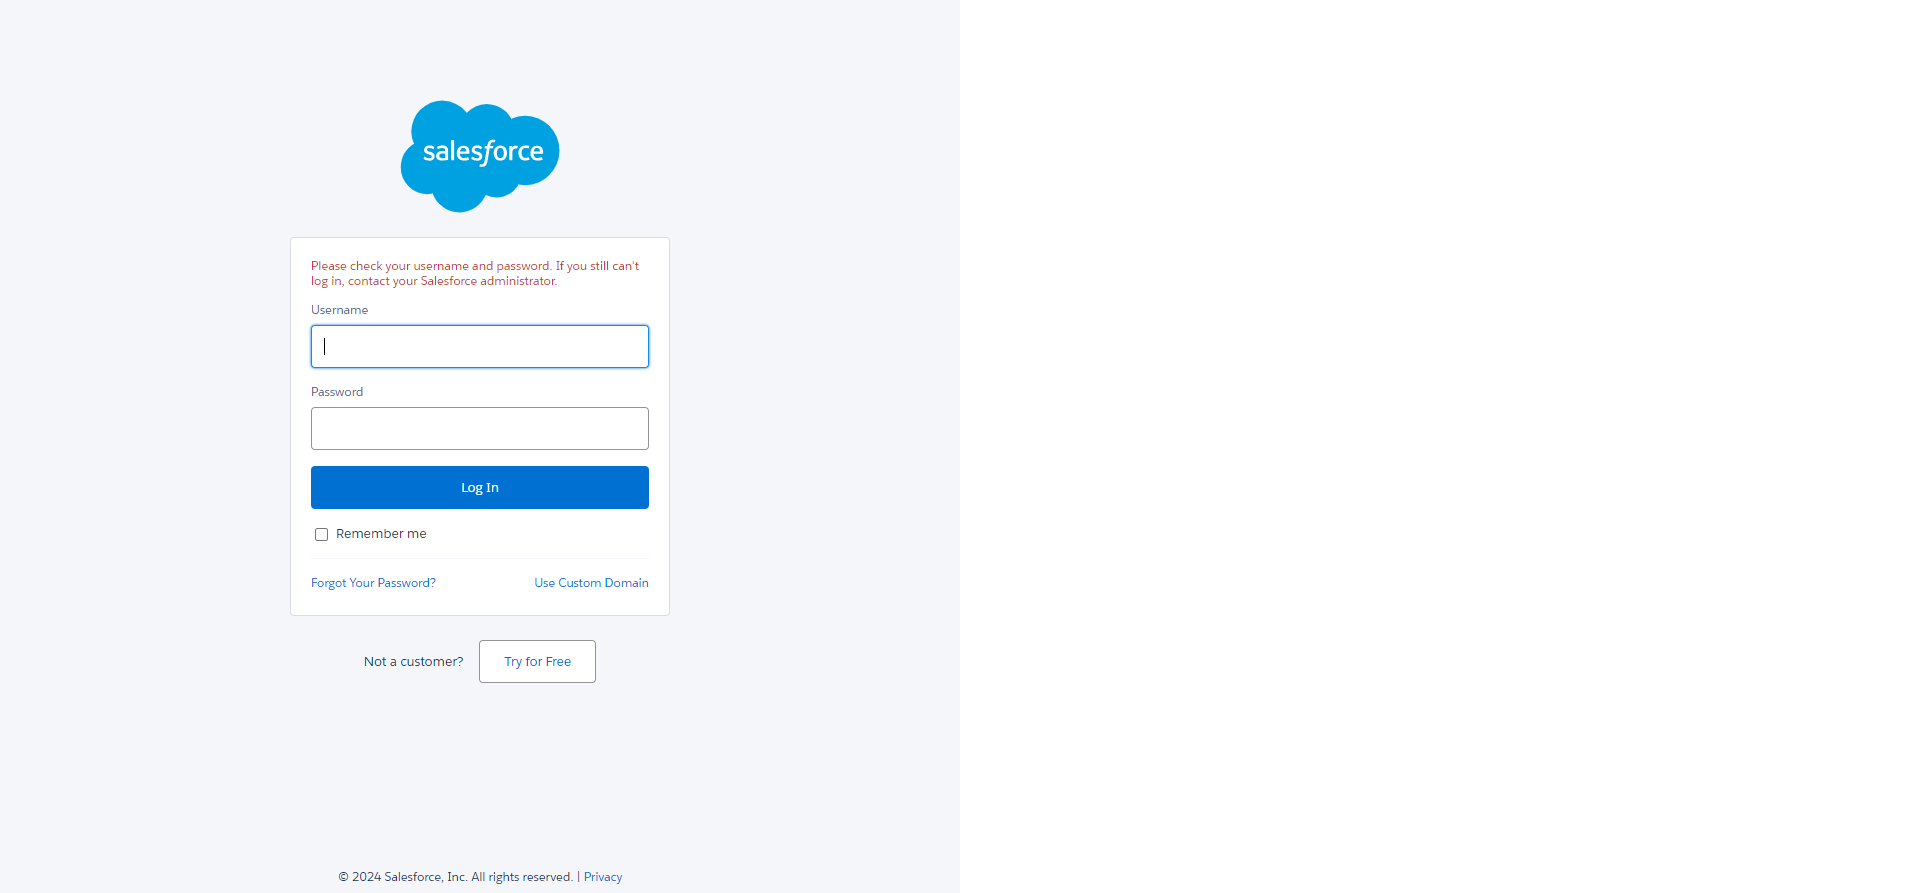 salesforce
Please check your username and password. If you still can't
log in, contact your Salesforce administrator.
Username
Password
Log In
Remember me
Forgot Your Password? Use Custom Domain
Not a customer? Try for Free
© 2024 Salesforce, Inc. All rights reserved. | Privacy